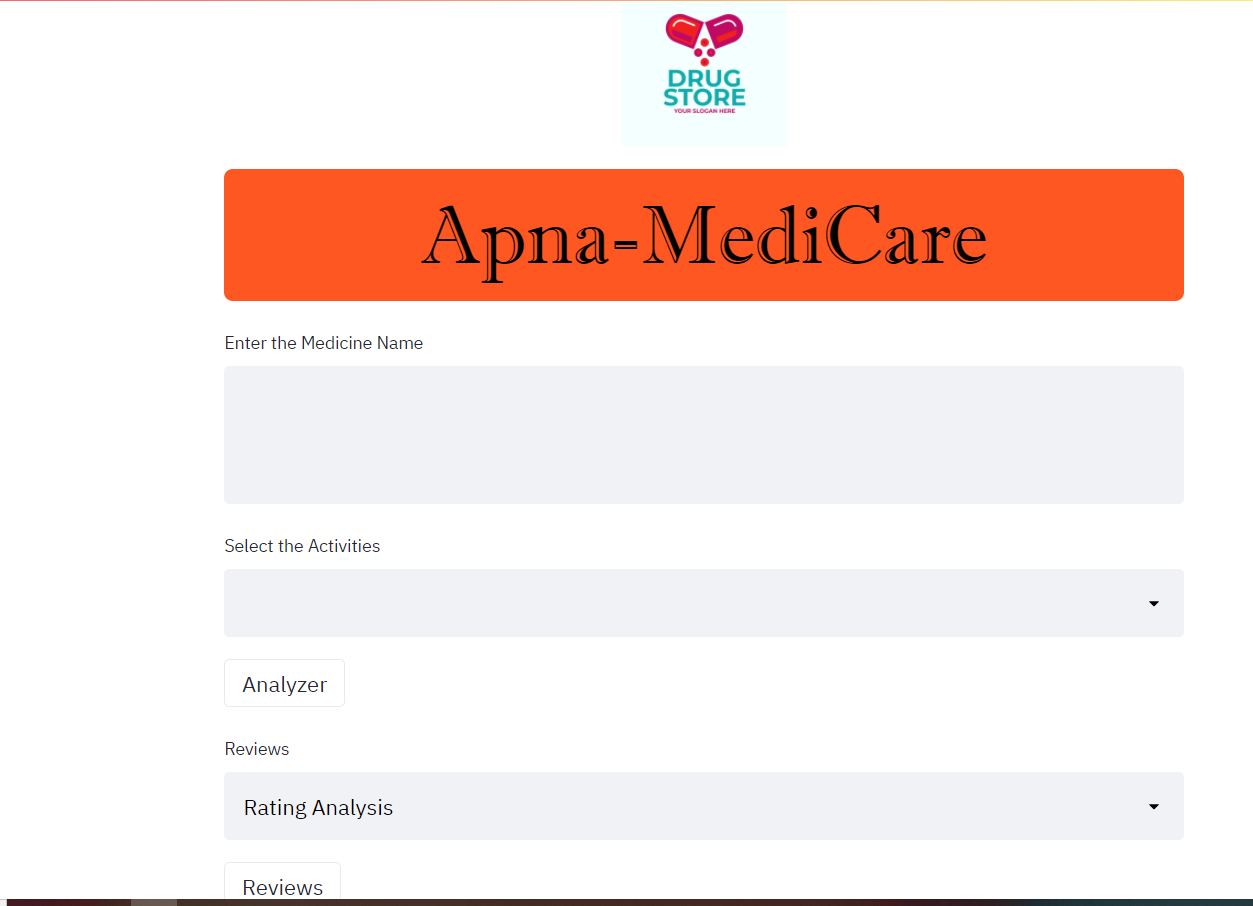 DRUG
STORE
YOUR SLOGAN HERE
Apna-MediCare
Enter the Medicine Name
Select the Activities
Analyzer
Reviews
Rating Analysis
Reviews